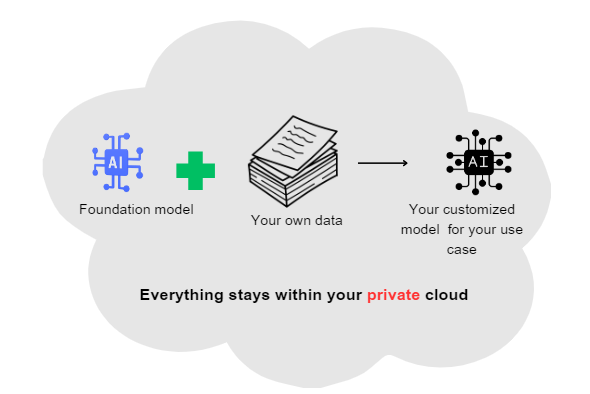 AI
AI
Foundation model
Your own data
Your customized
model for your use
case
Everything stays within your private cloud